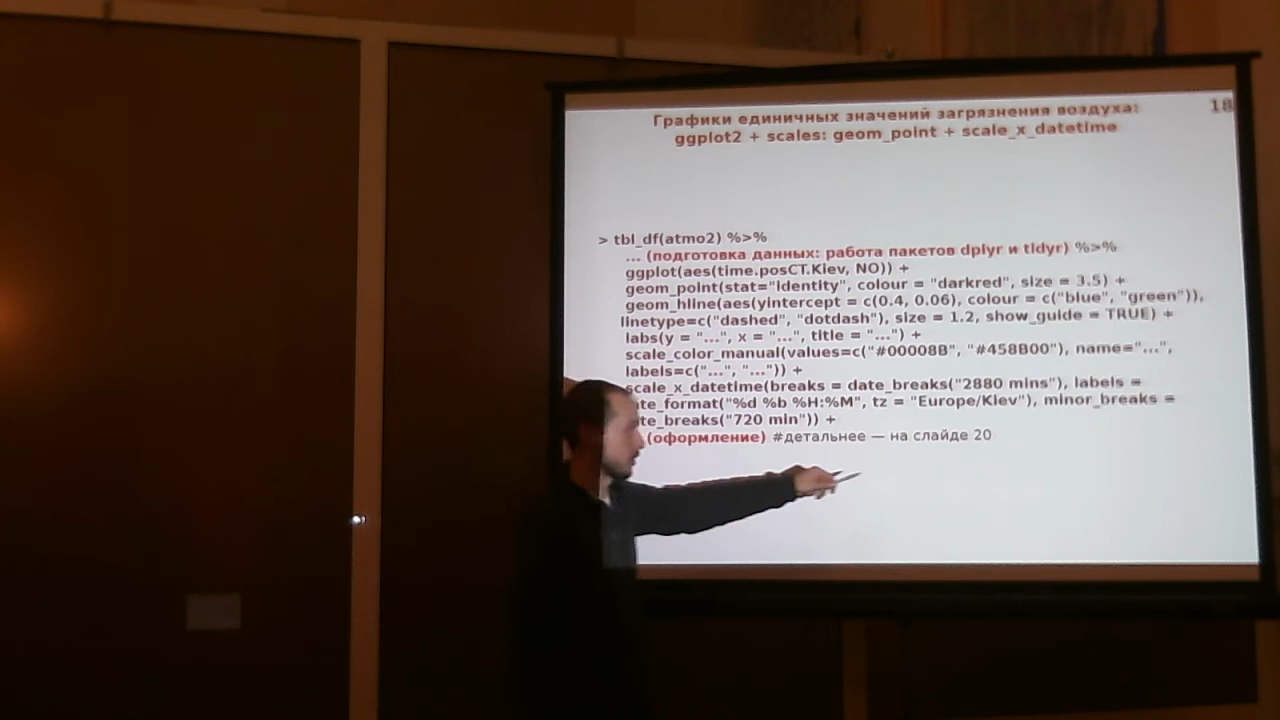 Графики единичных значений загрязнения воздуха:
18
ggplot2 + scales: geom_point + scale_x_datetime
> tbl_df(atmo2) %>%
... (подготовка данных: работа пакетов dplyr и tidyr) %>%
ggplot(aes(time.posCT.Kiev, NO)) +
geom_point(stat="identity", colour = "darkred", size = 3.5) +
geom_hline(aes(yintercept = c(0.4, 0.06), colour = c("blue", "green")),
linetype=c("dashed", "dotdash"), size = 1.2, show_guide = TRUE) +
labs(y = "...", x = "...", title = "...") +
scale_color_manual(values=c("#00008B", "#458B00"), name="...",
labels=c("...", "...")) +
scale_x_datetime(breaks = date_breaks("2880 mins"), labels =
te_format("%d %b %H:%M", tz = "Europe/Kiev"), minor_breaks =
te_breaks("720 min")) +
(оформление) #детальнее — на слайде 20